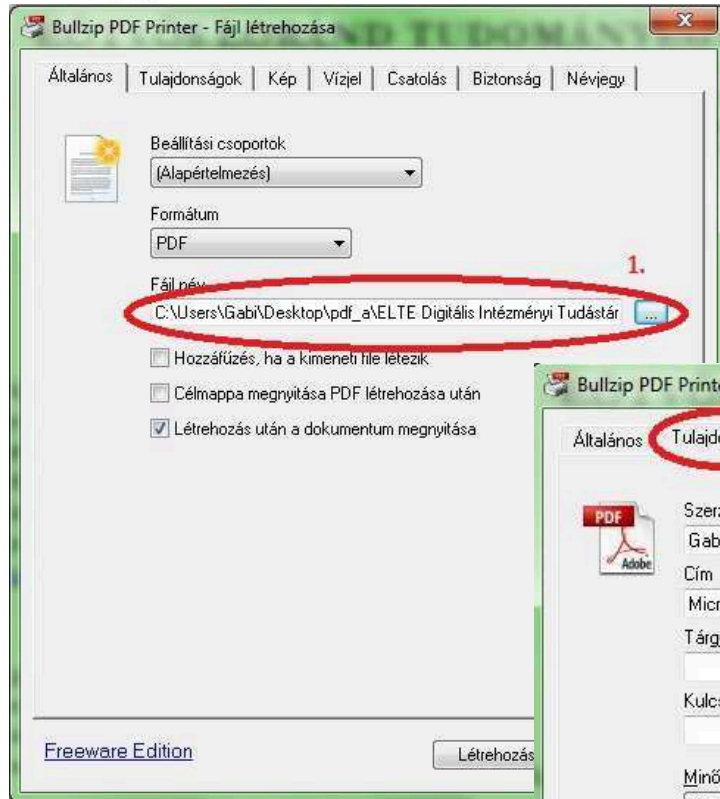 Bullzip PDF Printer - Fájl létrehozása
Általános Tulajdonságok Kép Vízjel Csatolás Biztonság Névjegy
Beállítási csoportok
(Alapértelmezés)
Formátum
PDF
1.
Fájl név
C:\Users\Gabi\Desktop\pdf_a\ELTE Digitális Intézményi Tudástár ...
Hozzáfűzés, ha a kimeneti file létezik
Célmappa megnyitása PDF létrehozása után
Létrehozás után a dokumentum megnyitása
Freeware Edition
Létrehozás
Bullzip PDF Printe
Általános Tulajdo
PDF
Adobe
Szerz
Gabi
Cím
Micr
Tárg
Kulcs
Minő